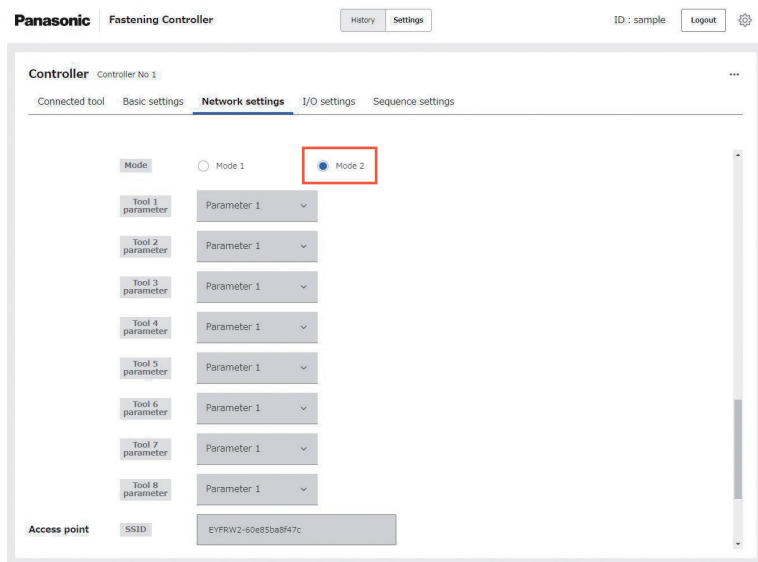 Panasonic Fastening Controller History Settings ID : sample Logout
Controller Controller No 1 ...
Connected tool Basic settings Network settings I/O settings Sequence settings
Mode Mode 1 Mode 2
Tool 1
parameter Parameter 1
Tool 2
parameter Parameter 1
Tool 3
parameter Parameter 1
Tool 4
parameter Parameter 1
Tool 5
parameter Parameter 1
Tool 6
parameter Parameter 1
Tool 7
parameter Parameter 1
Tool 8
parameter Parameter 1
Access point SSID EYFRW2-60e85ba8f47c